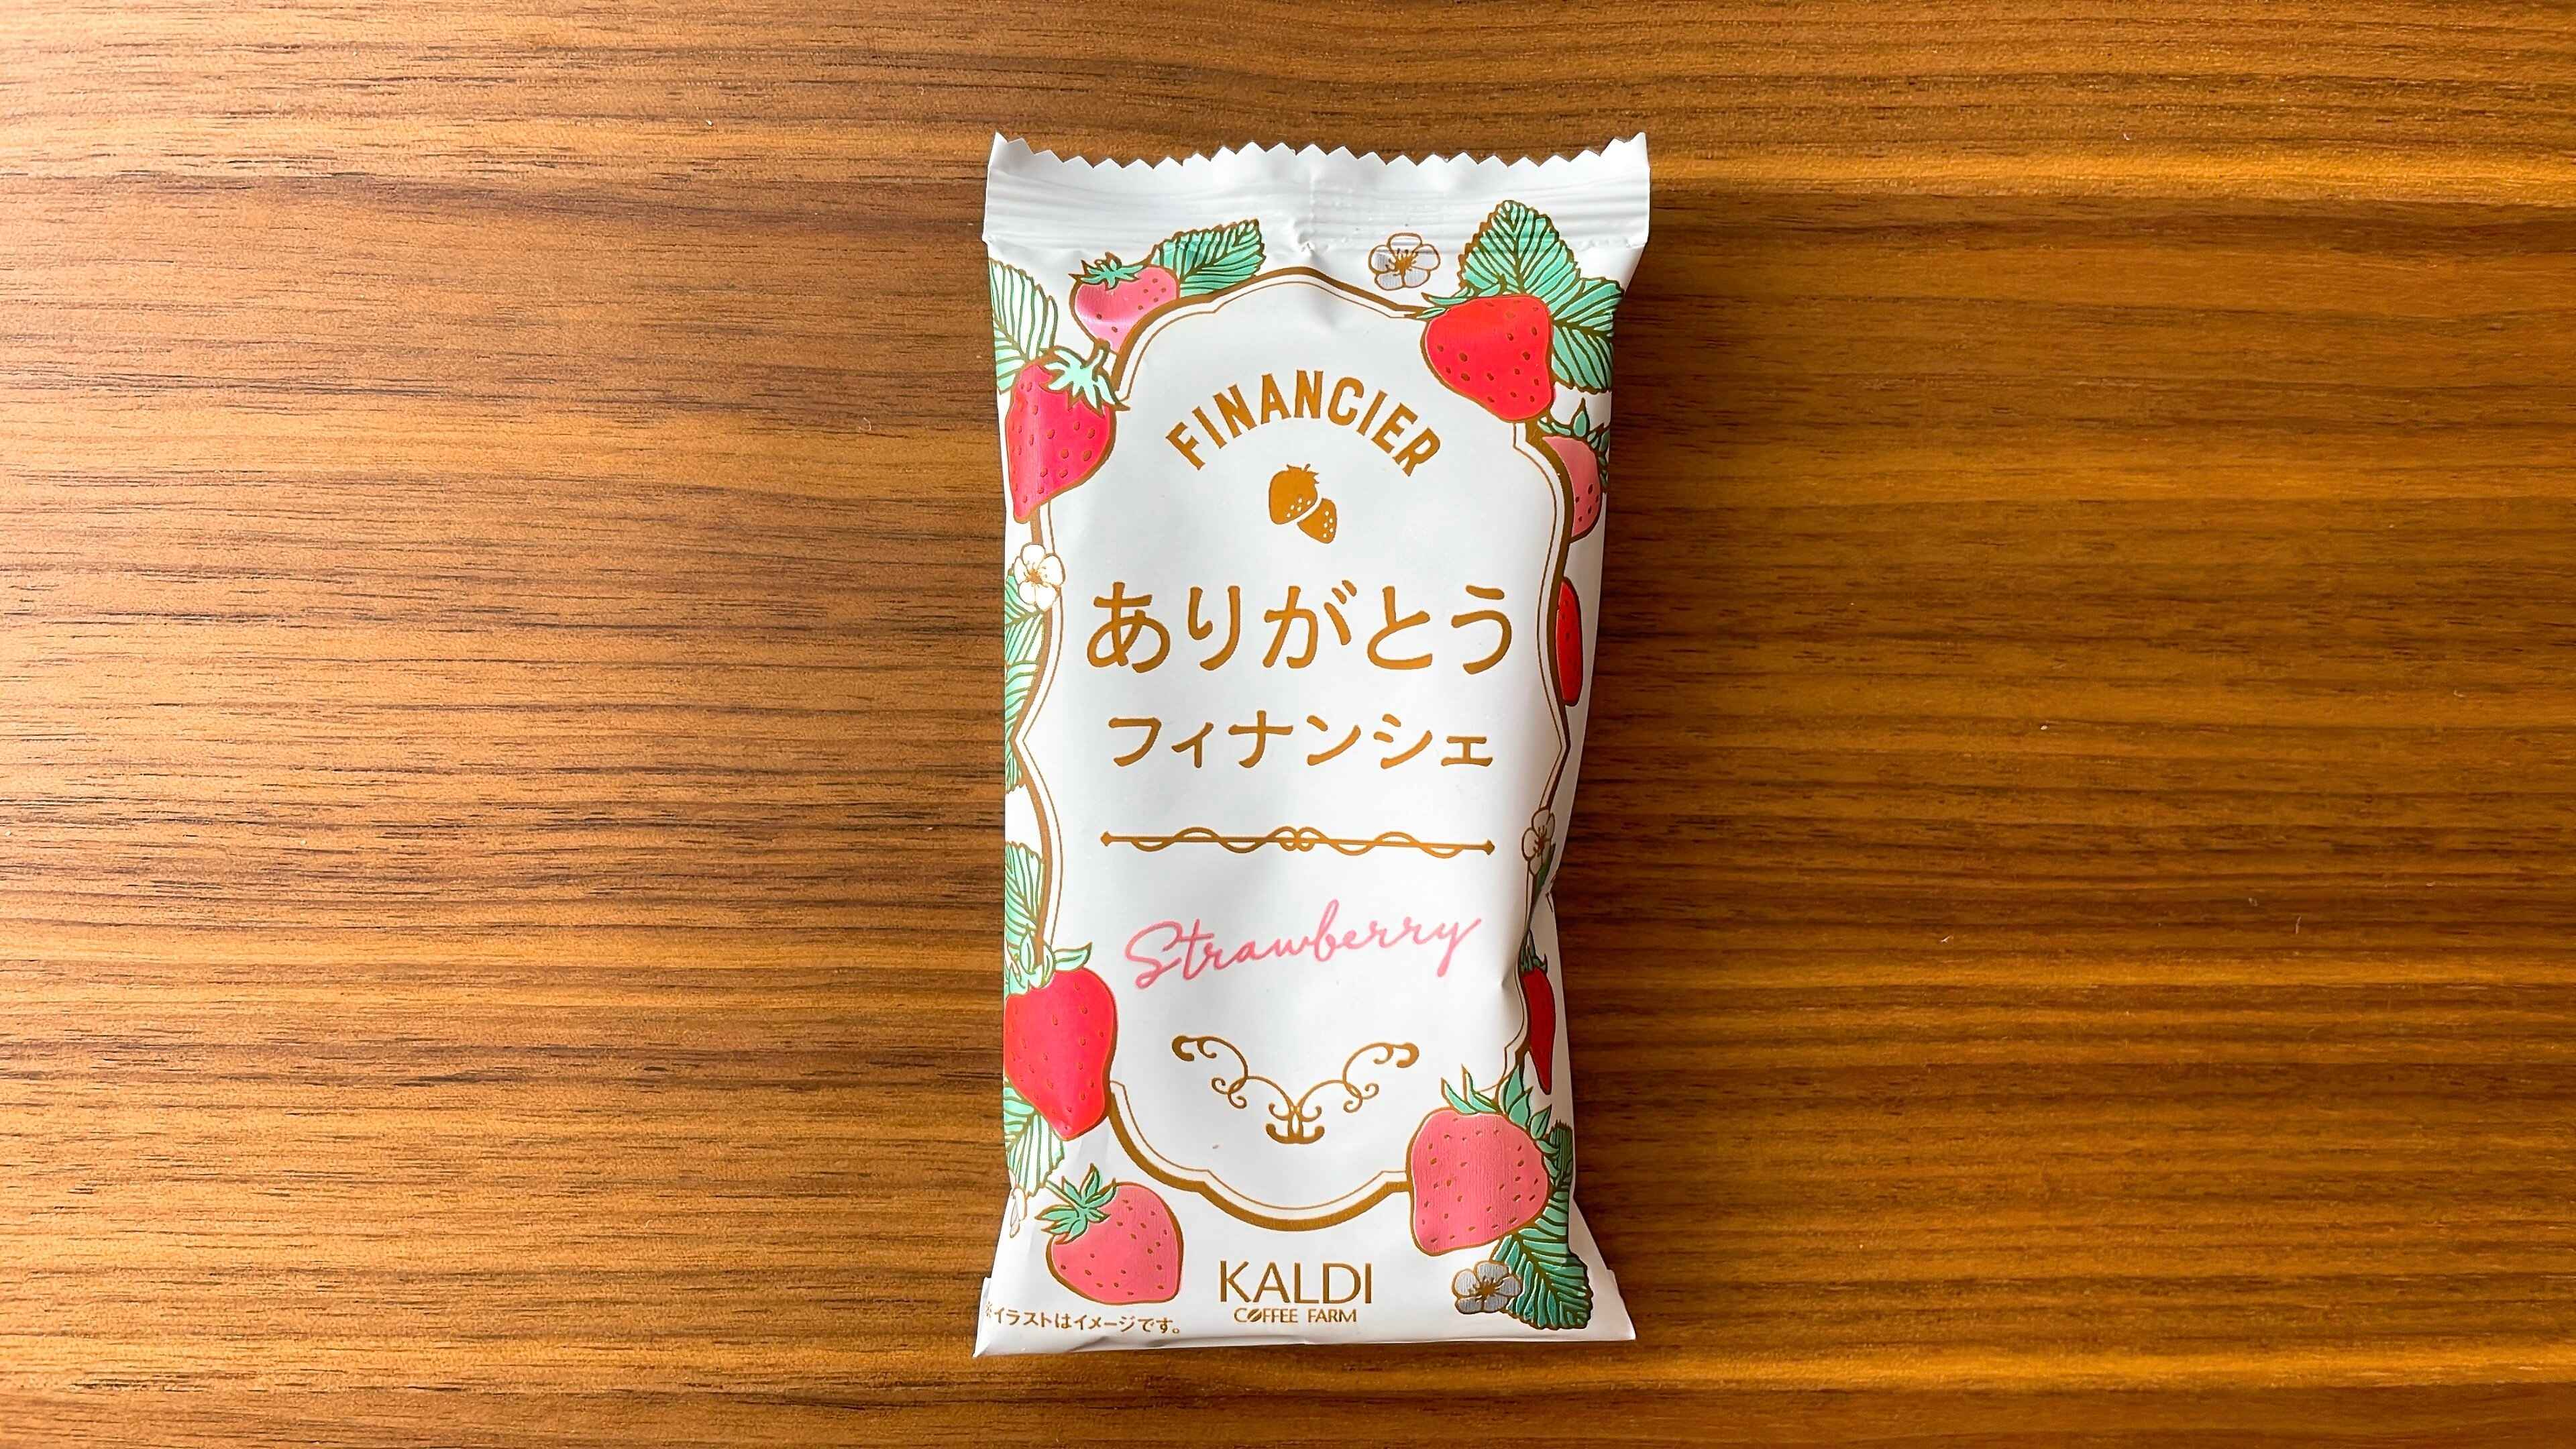 FINANCIER
ありがとう
フィナンシェ
Strawberry
KALDI
COFFEE FARM
※イラストはイメージです。